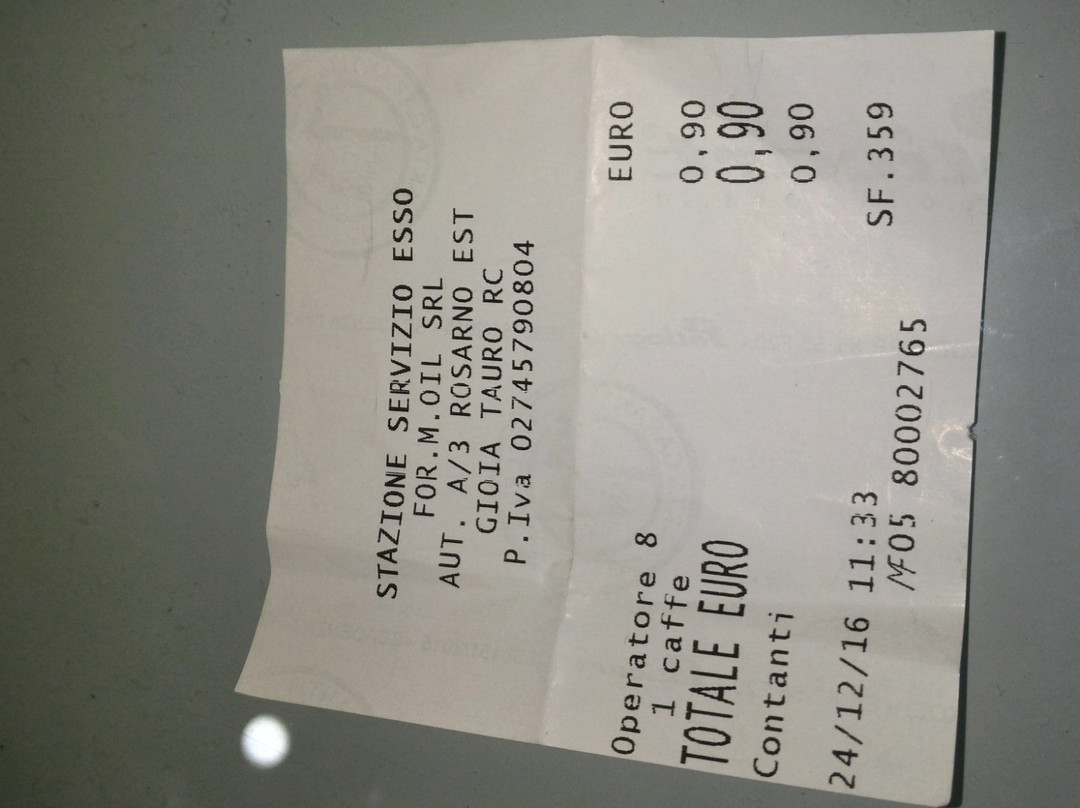 STAZIONE SERVIZIO ESSO
FOR.M.OIL SRL
AUT. A/3 ROSARNO EST
GIOIA TAURO RC
P.Iva 02745790804
EURO
Operatore 8
1 caffe 0,90
TOTALE EURO 0,90
Contanti 0,90
24/12/16 11:33 SF.359
MF05 80002765